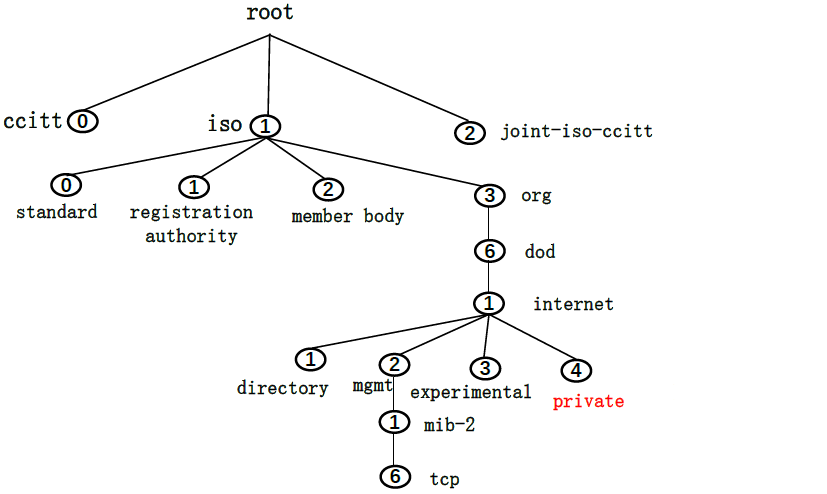 root
ccitt 0
iso 1
2 joint-iso-ccitt
0
1
2
3 org
standard
registration
authority
member body
6 dod
1 internet
1
2
3
4
directory
mgmt
experimental
private
1 mib-2
6 tcp